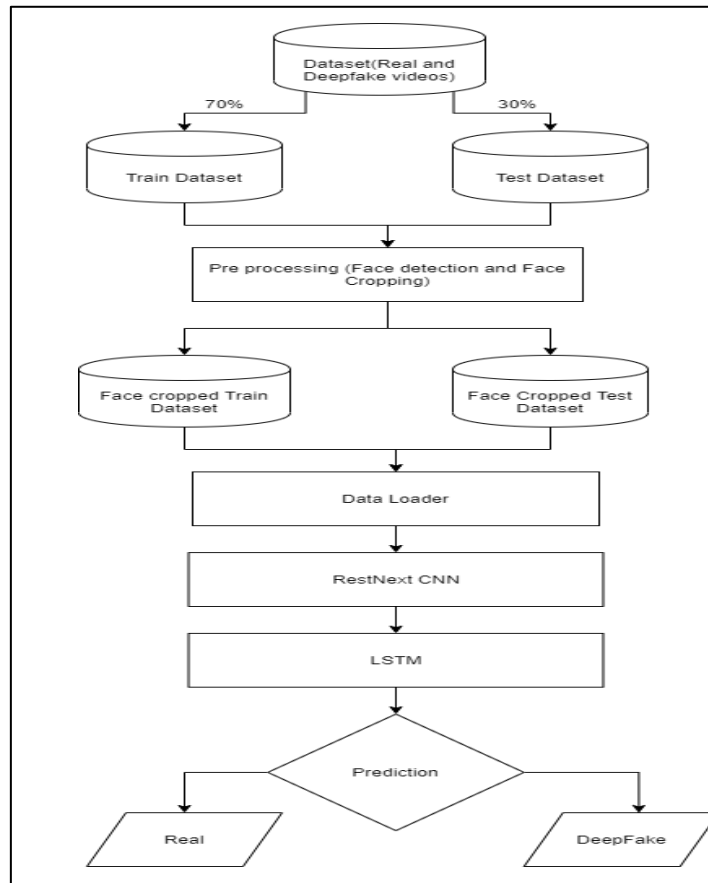 Dataset(Real and
Deepfake videos)
70%
30%
Train Dataset
Test Dataset
Pre processing (Face detection and Face
Cropping)
Face cropped Train
Dataset
Face Cropped Test
Dataset
Data Loader
RestNext CNN
LSTM
Prediction
Real
DeepFake